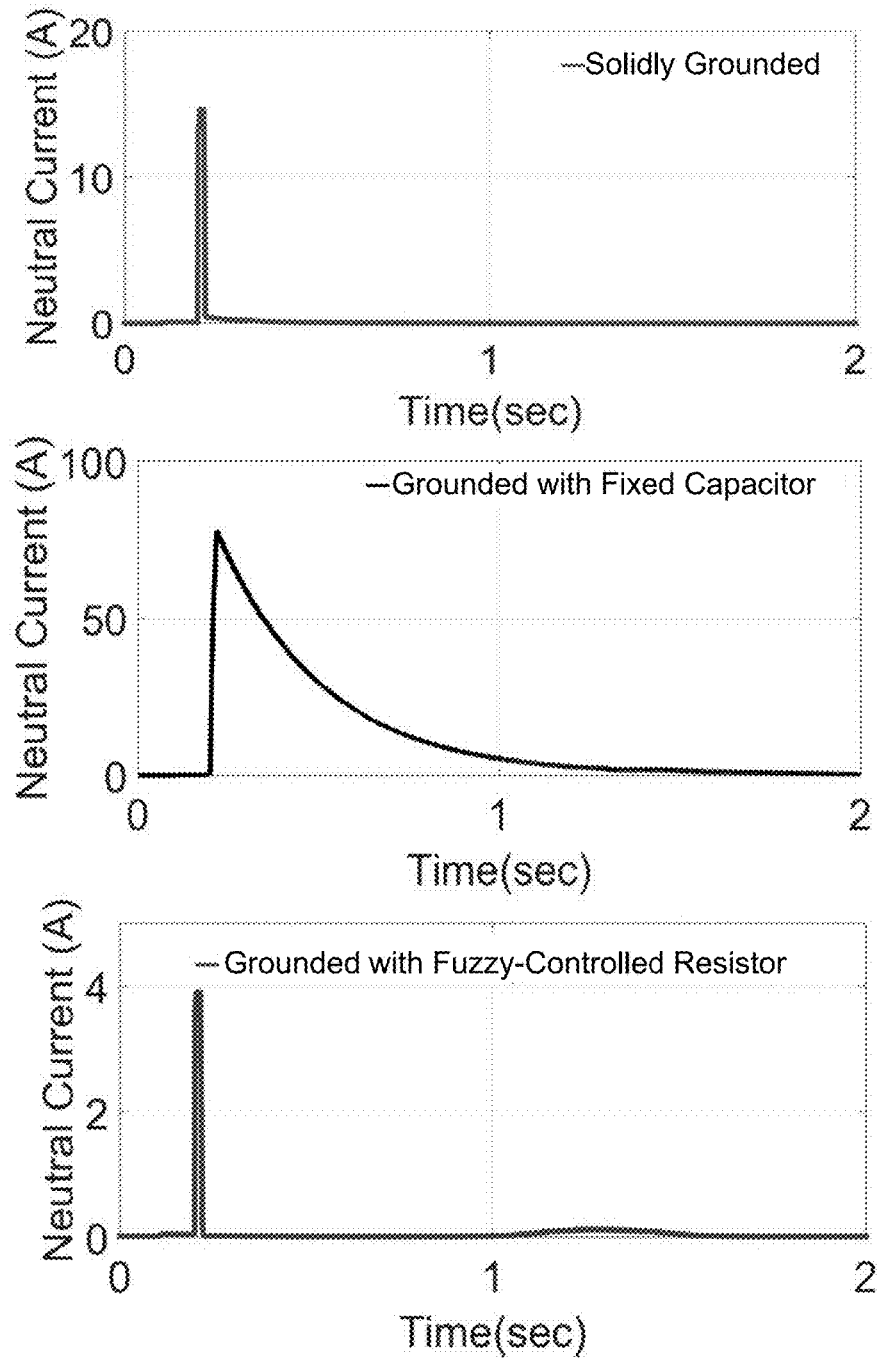 Neutral Current (A)
20
10
0
Solidly Grounded
0 1 2
Time(sec)
Neutral Current (A)
100
50
0
Grounded with Fixed Capacitor
0 1 2
Time(sec)
Neutral Current (A)
4
2
0
Grounded with Fuzzy-Controlled Resistor
0 1 2
Time(sec)